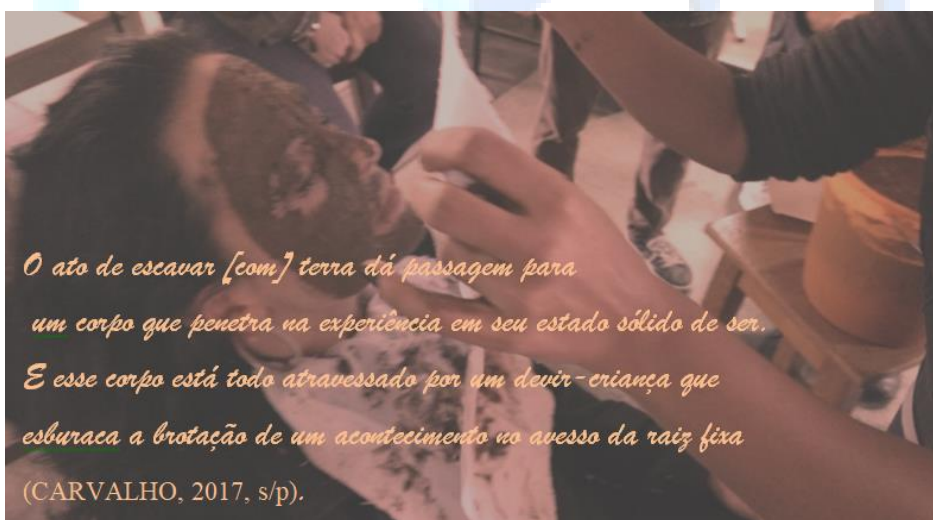 O ato de escavar [com] terra dá passagem para
um corpo que penetra na experiência em seu estado sólido de ser.
E esse corpo está todo atravessado por um devir-criança que
esburaca a brotação de um acontecimento no avesso da raiz fixa
(CARVALHO, 2017, s/p).